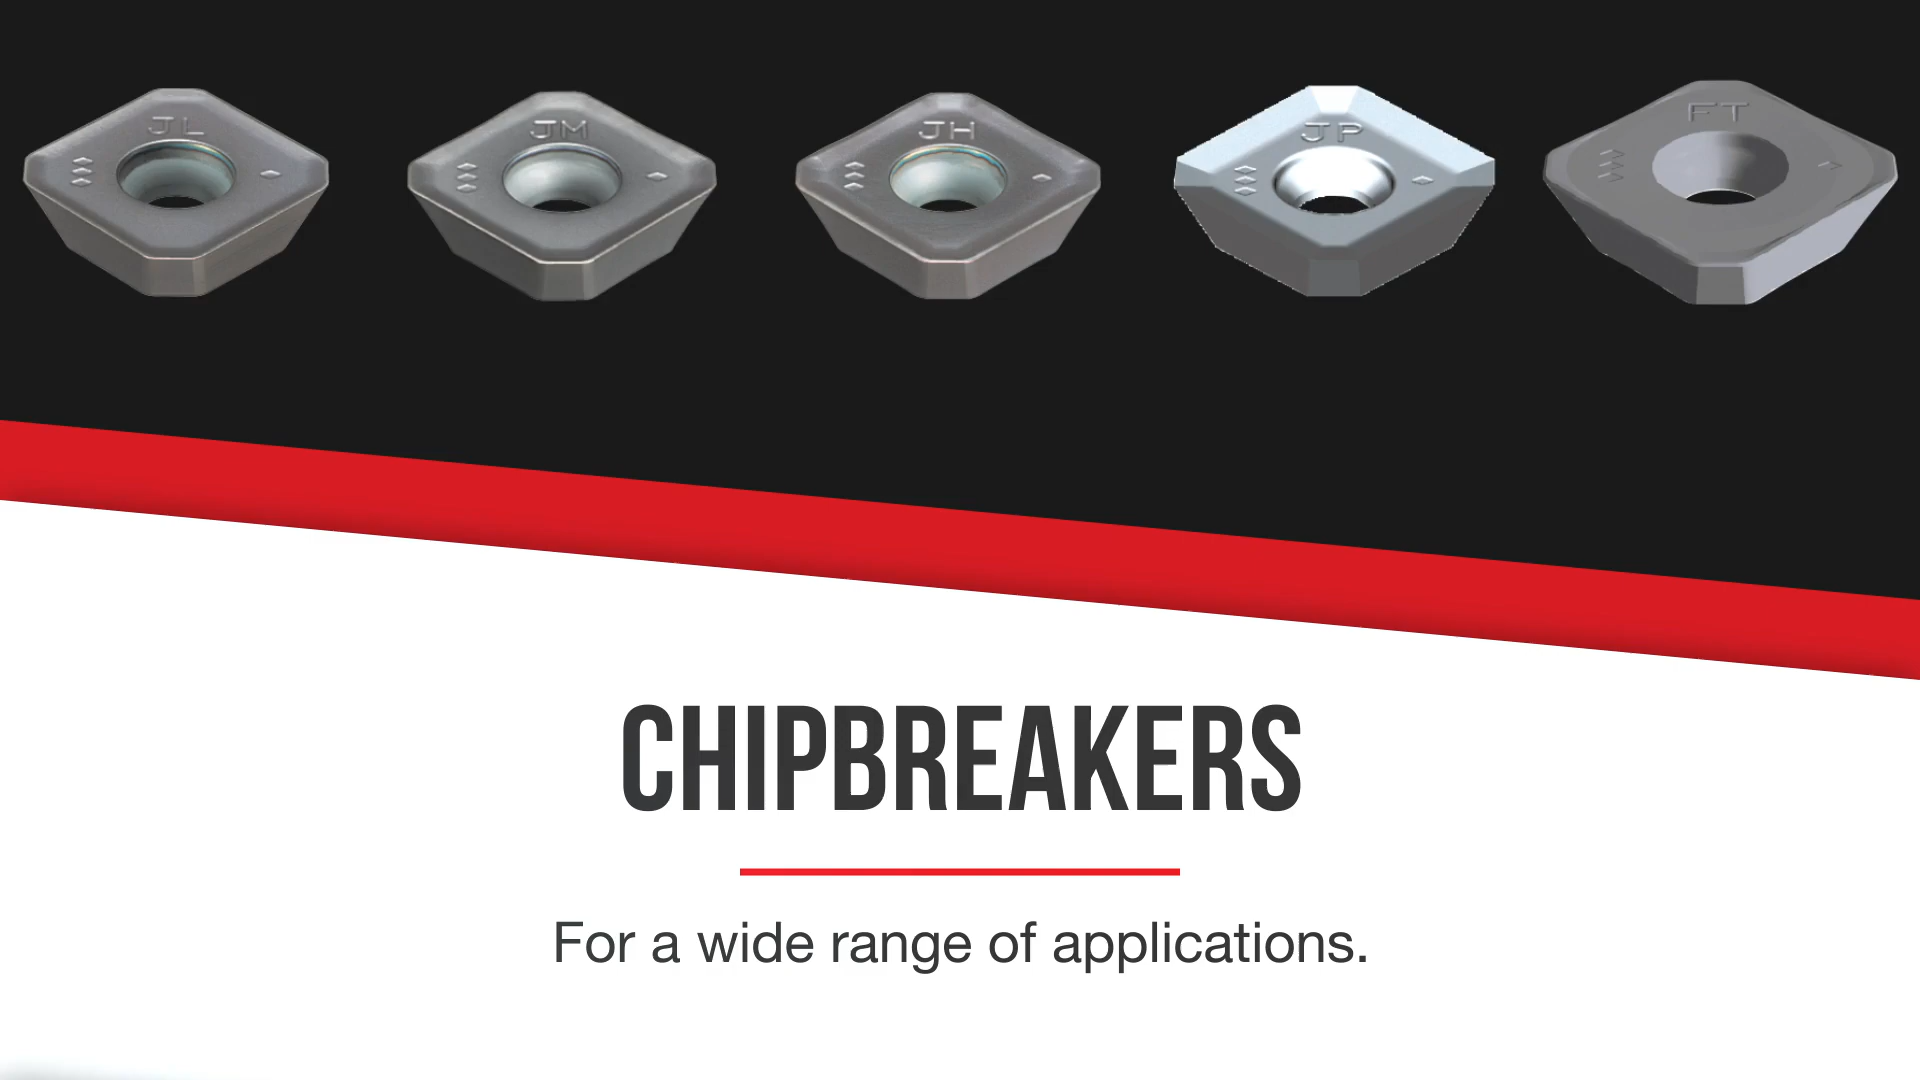 JL
JM
JH
JP
FT
CHIPBREAKERS
For a wide range of applications.